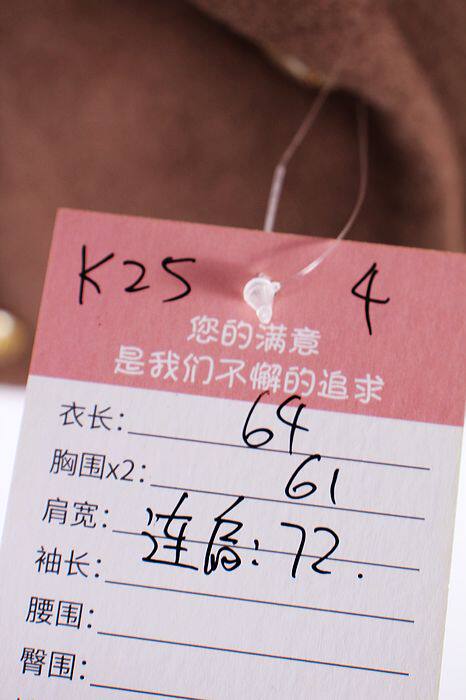 K25 4
您的满意
是我们不懈的追求
衣长: 64
胸围x2: 61
肩宽: 连肩: 72.
袖长:
腰围:
臀围: